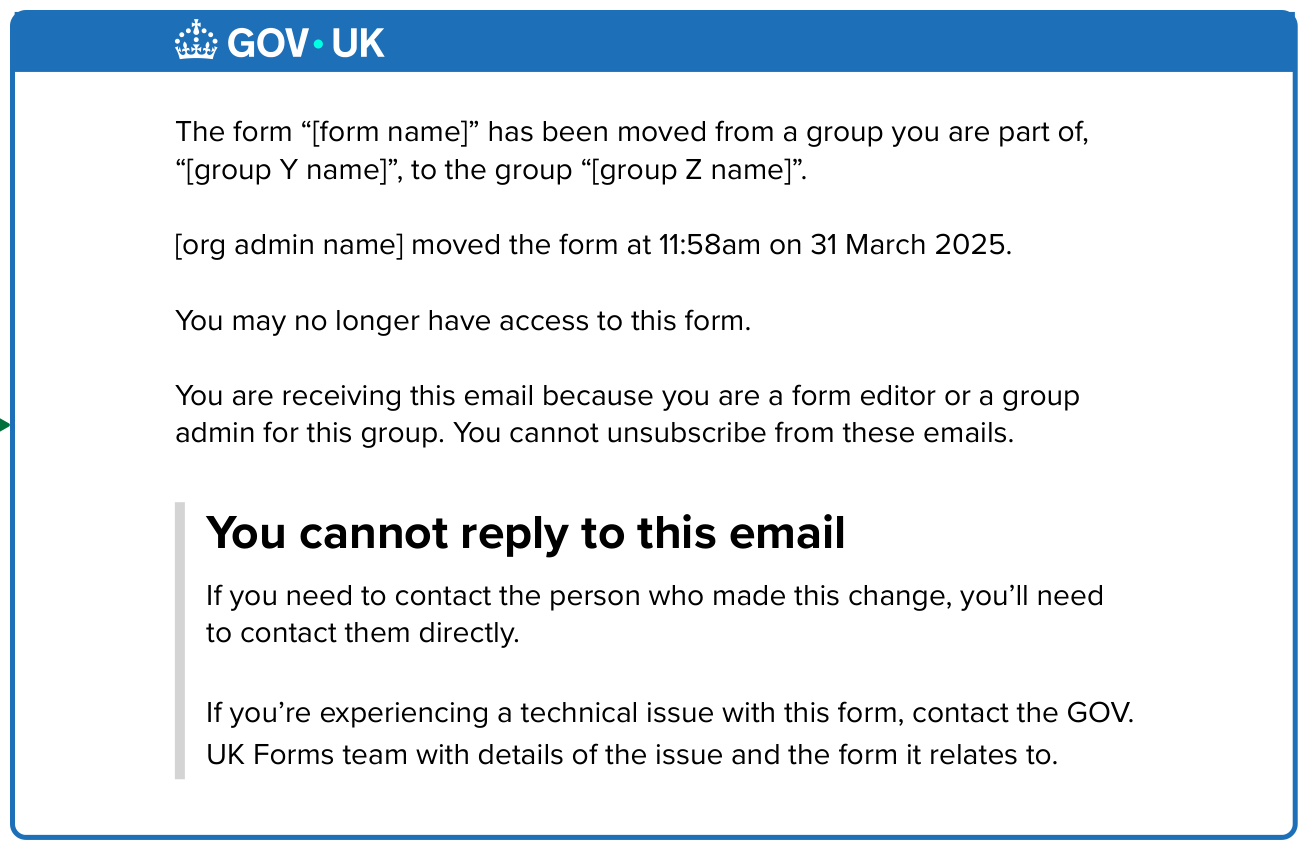 GOV·UK
The form “[form name]” has been moved from a group you are part of,
“[group Y name]”, to the group “[group Z name]”.
[org admin name] moved the form at 11:58am on 31 March 2025.
You may no longer have access to this form.
You are receiving this email because you are a form editor or a group
admin for this group. You cannot unsubscribe from these emails.
You cannot reply to this email
If you need to contact the person who made this change, you’ll need
to contact them directly.
If you’re experiencing a technical issue with this form, contact the GOV.
UK Forms team with details of the issue and the form it relates to.